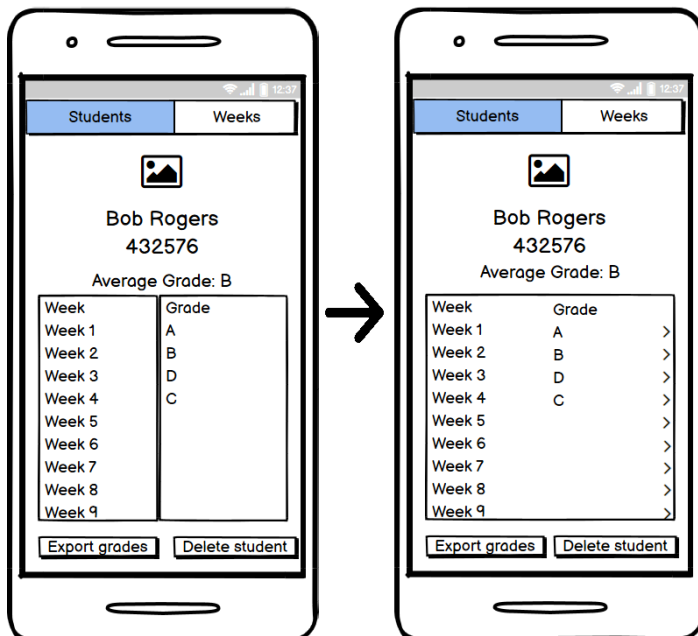 12:37
Students Weeks
Bob Rogers
432576
Average Grade: B
Week Grade
Week 1 A
Week 2 B
Week 3 D
Week 4 C
Week 5
Week 6
Week 7
Week 8
Week 9
Export grades Delete student
12:37
Students Weeks
Bob Rogers
432576
Average Grade: B
Week Grade
Week 1 A
Week 2 B
Week 3 D
Week 4 C
Week 5
Week 6
Week 7
Week 8
Week 9
Export grades Delete student